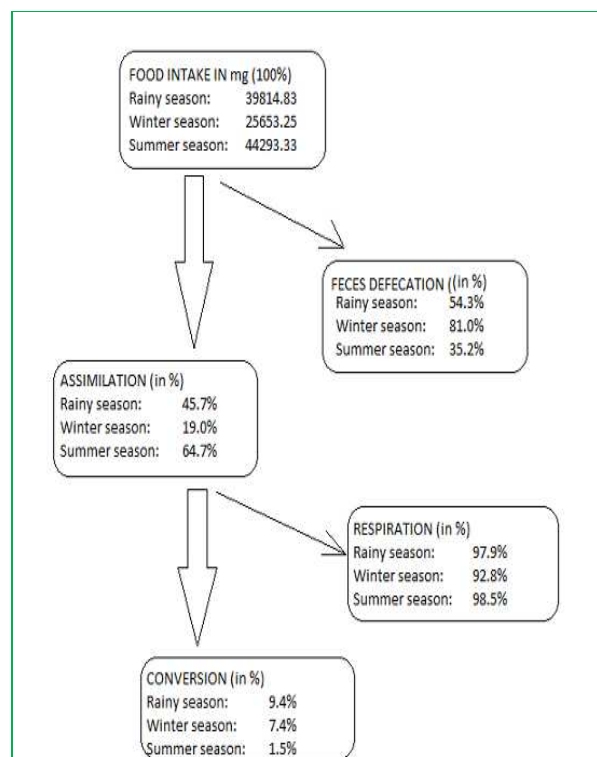 FOOD INTAKE IN mg (100%)
Rainy season: 39814.83
Winter season: 25653.25
Summer season: 44293.33
FECES DEFECATION ((in %)
Rainy season: 54.3%
Winter season: 81.0%
Summer season: 35.2%
ASSIMILATION (in %)
Rainy season: 45.7%
Winter season: 19.0%
Summer season: 64.7%
RESPIRATION (in %)
Rainy season: 97.9%
Winter season: 92.8%
Summer season: 98.5%
CONVERSION (in %)
Rainy season: 9.4%
Winter season: 7.4%
Summer season: 1.5%